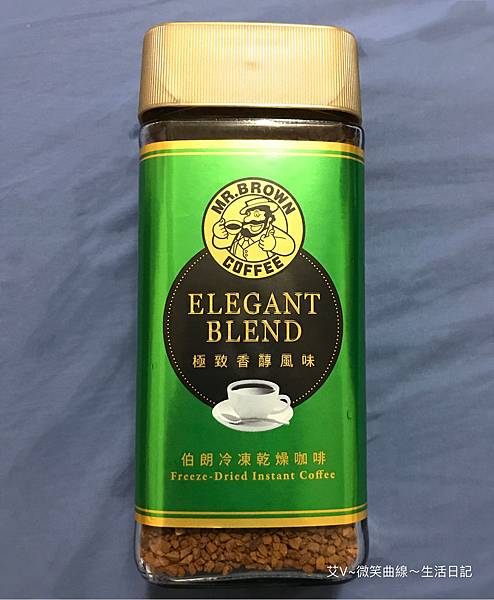 MR.BROWN
COFFEE
ELEGANT
BLEND
極致香醇風味
伯朗冷凍乾燥咖啡
Freeze-Dried Instant Coffee
艾V~微笑曲線~生活日記